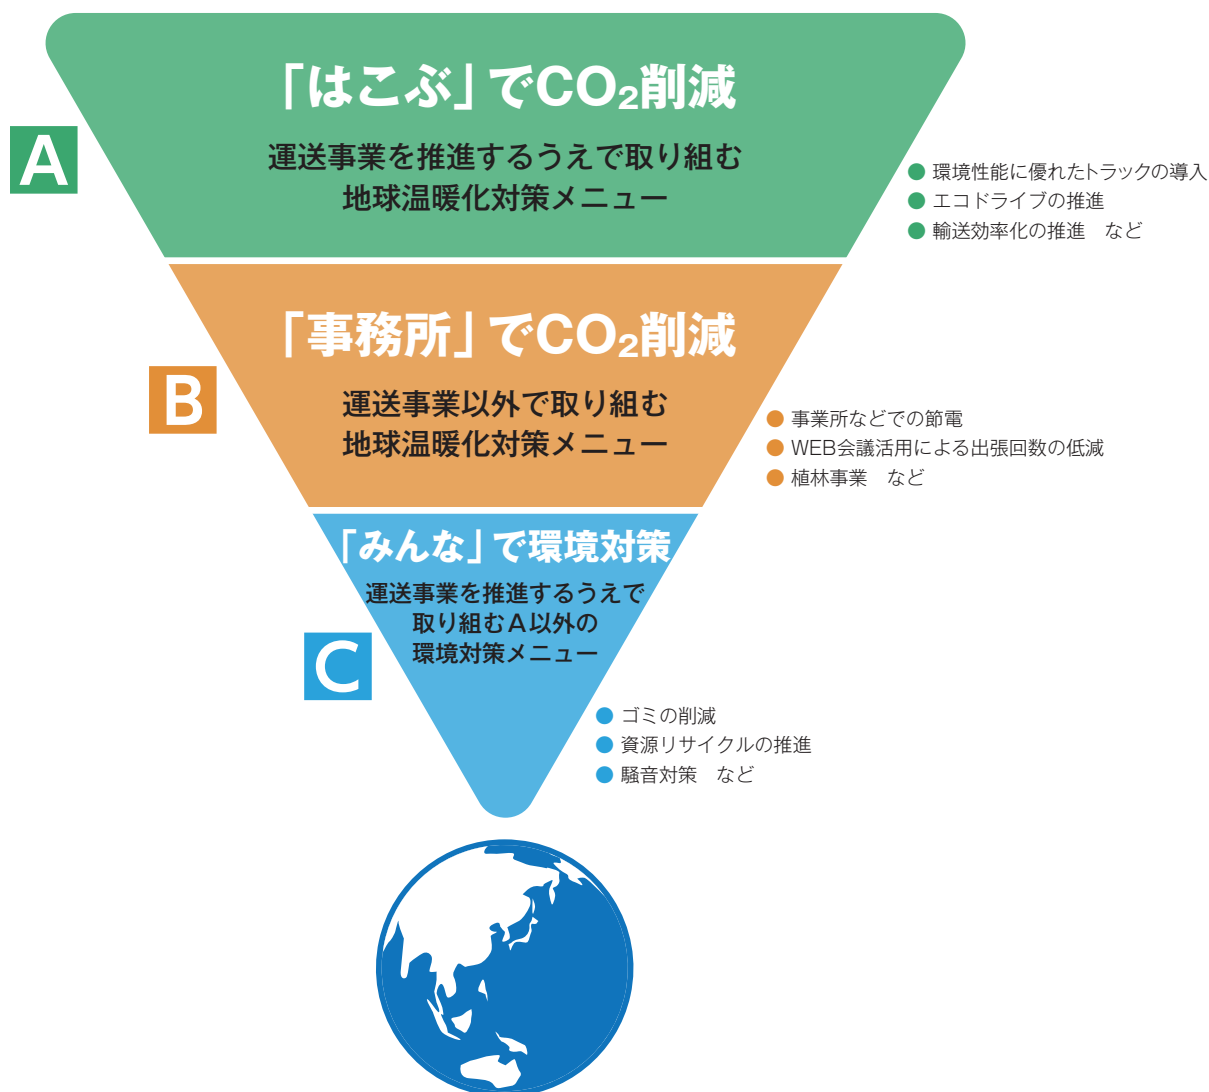 A
「はこぶ」でCO₂削減
運送事業を推進するうえで取り組む
地球温暖化対策メニュー
● 環境性能に優れたトラックの導入
● エコドライブの推進
● 輸送効率化の推進　など
B
「事務所」でCO₂削減
運送事業以外で取り組む
地球温暖化対策メニュー
● 事業所などでの節電
● WEB会議活用による出張回数の低減
● 植林事業　など
C
「みんな」で環境対策
運送事業を推進するうえで
取り組むA以外の
環境対策メニュー
● ゴミの削減
● 資源リサイクルの推進
● 騒音対策　など